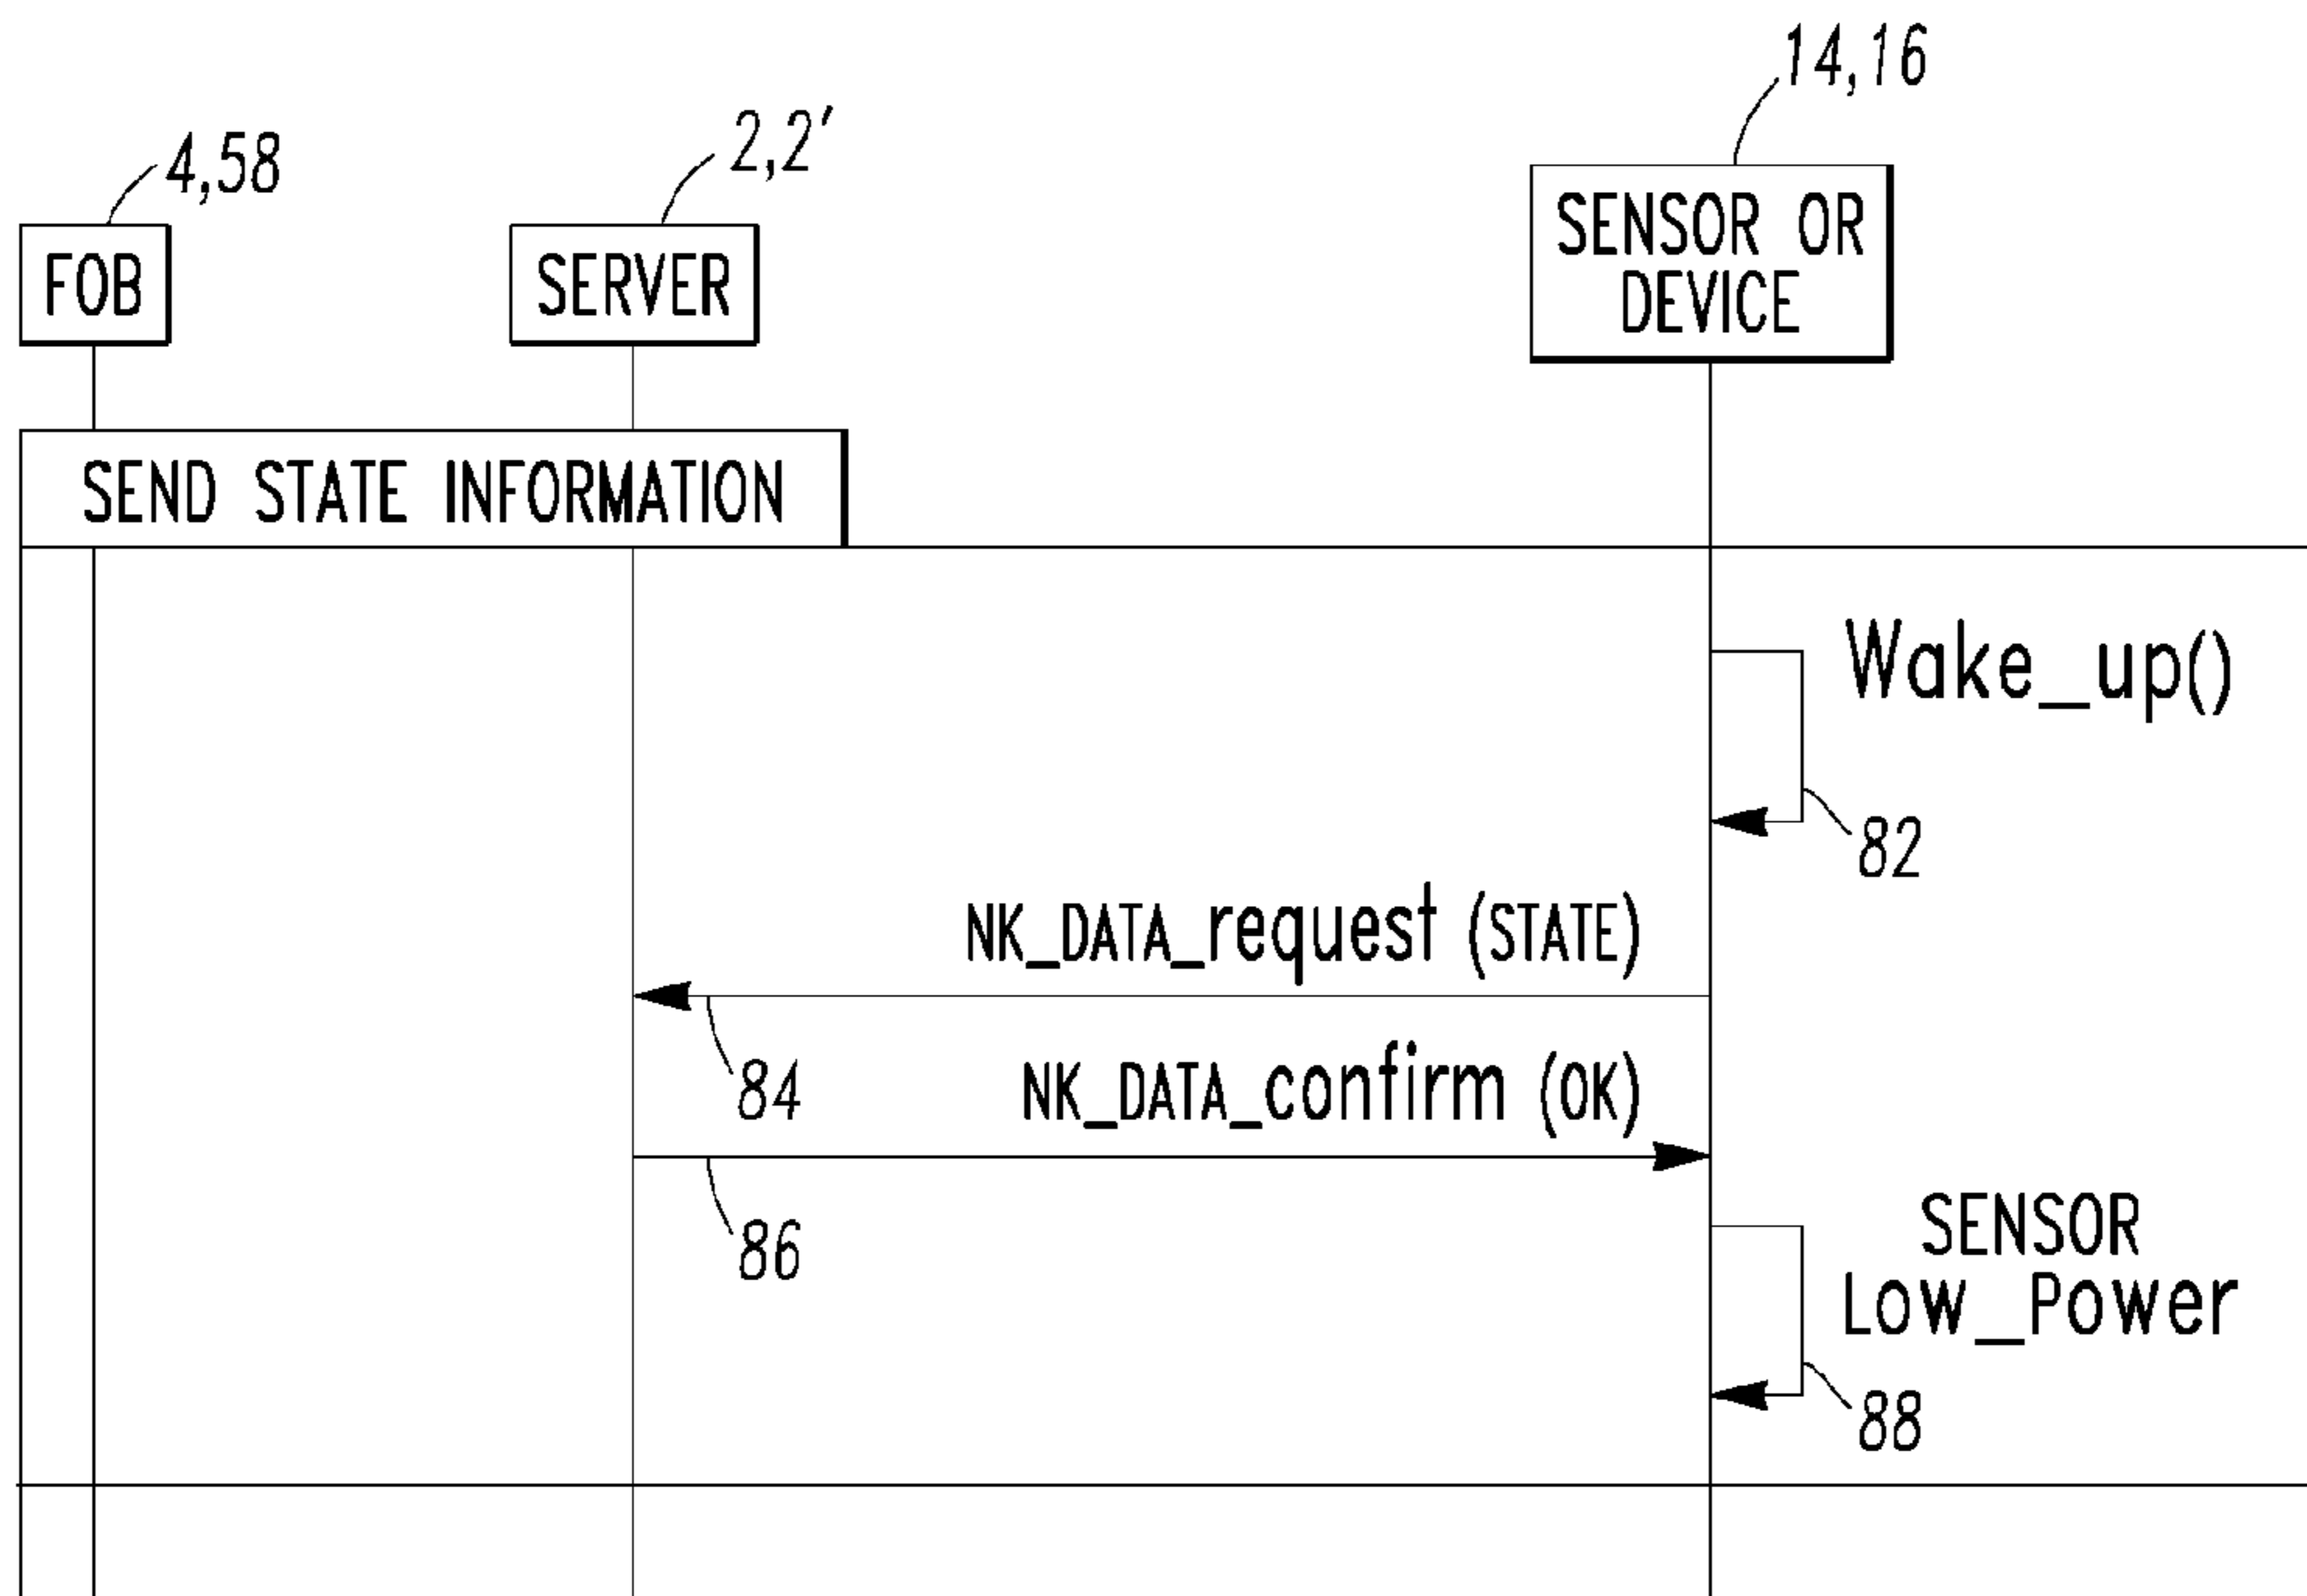 14,16
2,2'
4,58
FOB
SERVER
SENSOR OR
DEVICE
SEND STATE INFORMATION
Wake_up()
82
NK_DATA_request (STATE)
84
NK_DATA_confirm (OK)
86
SENSOR
Low_Power
88